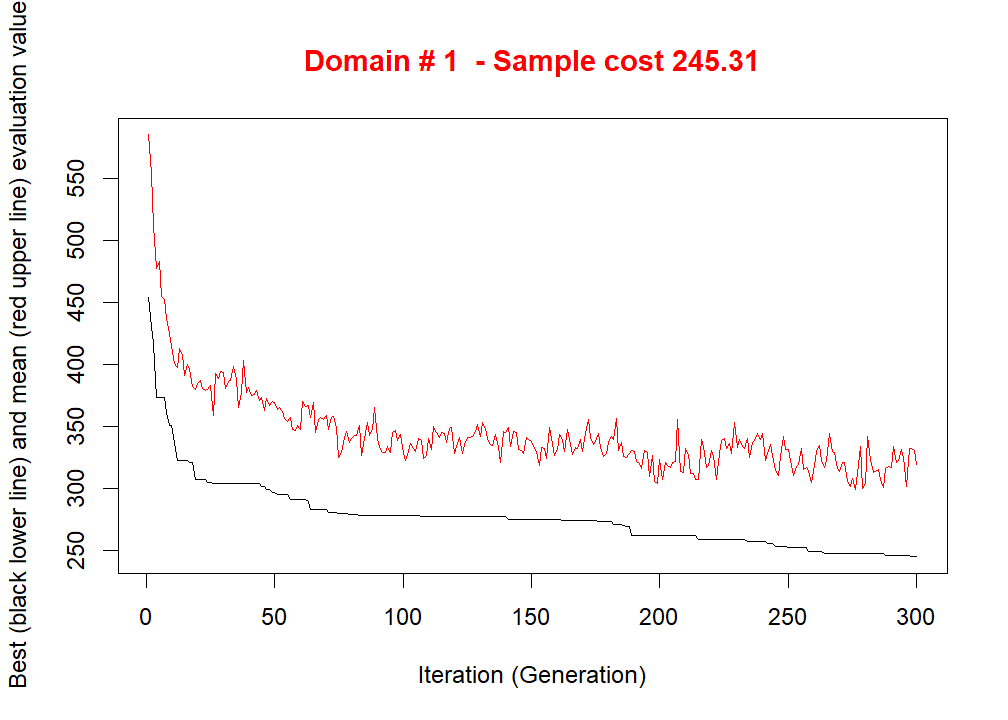 Domain # 1  - Sample cost 245.31
Best (black lower line) and mean (red upper line) evaluation value
550
500
450
400
350
300
250
0 50 100 150 200 250 300
Iteration (Generation)